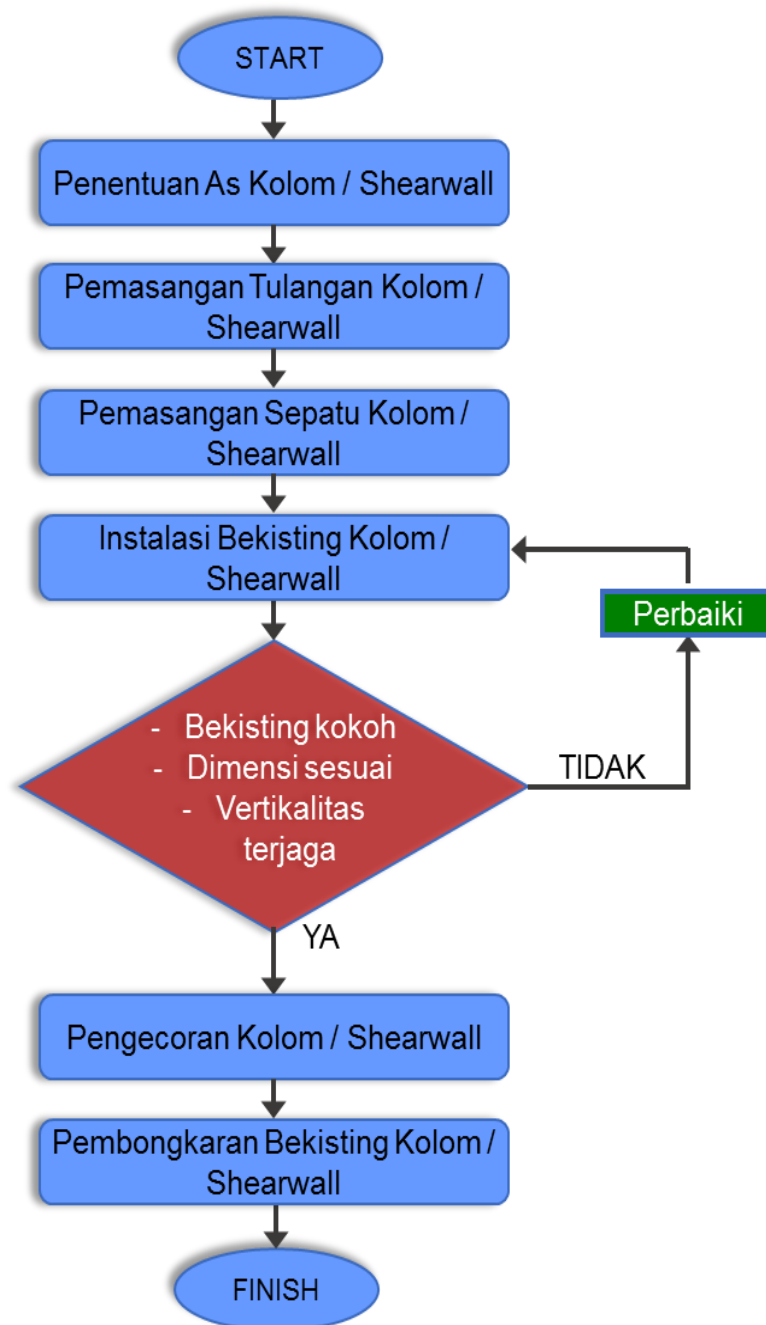 START
Penentuan As Kolom / Shearwall
Pemasangan Tulangan Kolom /
Shearwall
Pemasangan Sepatu Kolom /
Shearwall
Instalasi Bekisting Kolom /
Shearwall
Perbaiki
- Bekisting kokoh
- Dimensi sesuai
- Vertikalitas
terjaga
TIDAK
YA
Pengecoran Kolom / Shearwall
Pembongkaran Bekisting Kolom /
Shearwall
FINISH